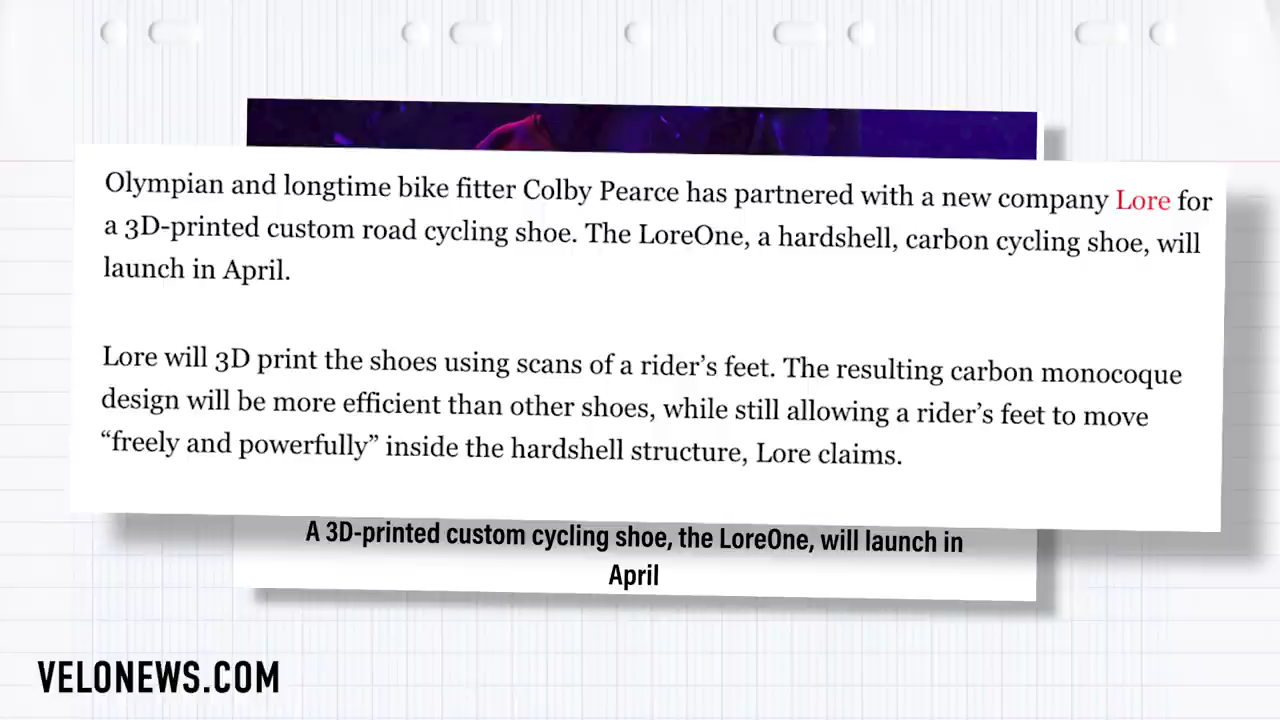 Olympian and longtime bike fitter Colby Pearce has partnered with a new company Lore for
a 3D-printed custom road cycling shoe. The LoreOne, a hardshell, carbon cycling shoe, will
launch in April.
Lore will 3D print the shoes using scans of a rider’s feet. The resulting carbon monocoque
design will be more efficient than other shoes, while still allowing a rider’s feet to move
“freely and powerfully” inside the hardshell structure, Lore claims.
A 3D-printed custom cycling shoe, the LoreOne, will launch in
April
VELONEWS.COM